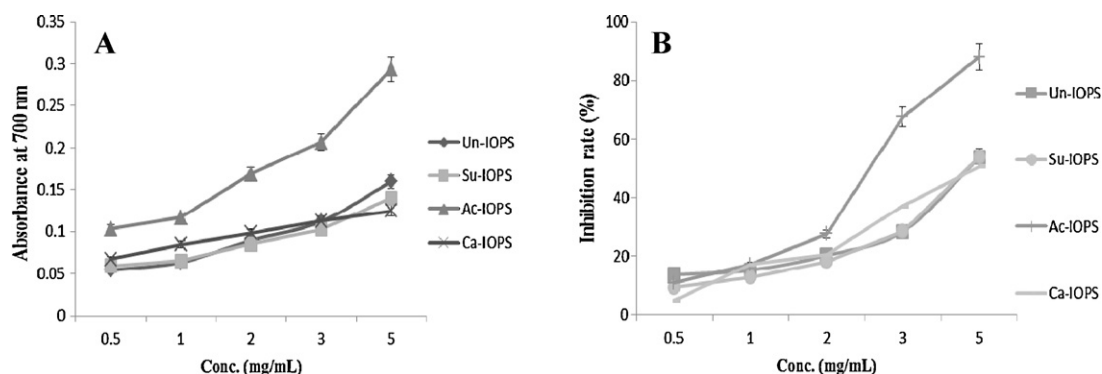 A
Absorbance at 700 nm
0.35
0.3
0.25
0.2
0.15
0.1
0.05
0
0.5 1 2 3 5
Conc. (mg/mL)
Un-IOPS
Su-IOPS
Ac-IOPS
Ca-IOPS
B
Inibition rate (%)
100
80
60
40
20
0
0.5 1 2 3 5
Conc. (mg/mL)
Un-IOPS
Su-IOPS
Ac-IOPS
Ca-IOPS